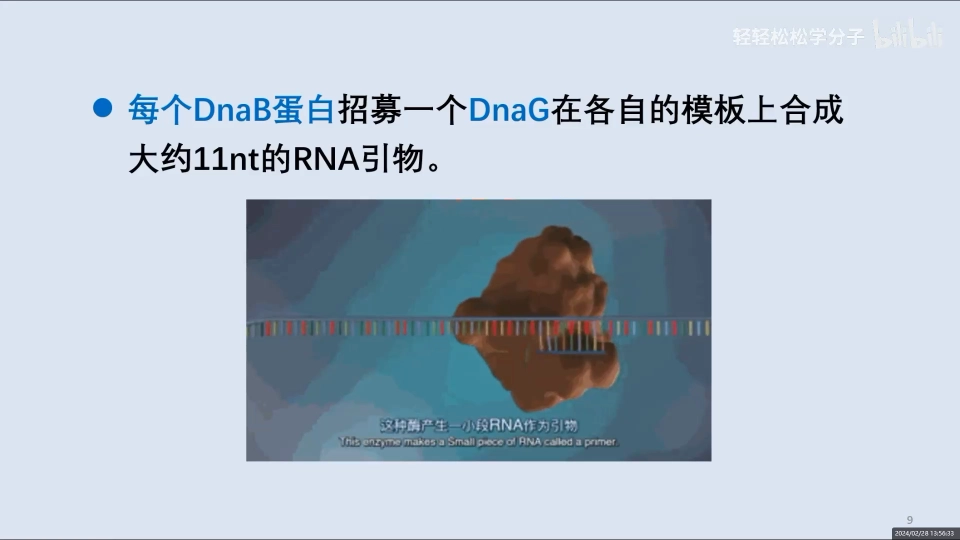 轻轻松松学分子 bilibili
每个DnaB蛋白招募一个DnaG在各自的模板上合成
大约11nt的RNA引物。
这种酶产生一小段RNA作为引物
This enzyme makes a Small piece of RNA called a primer.
9
2024/02/28 13:56:33